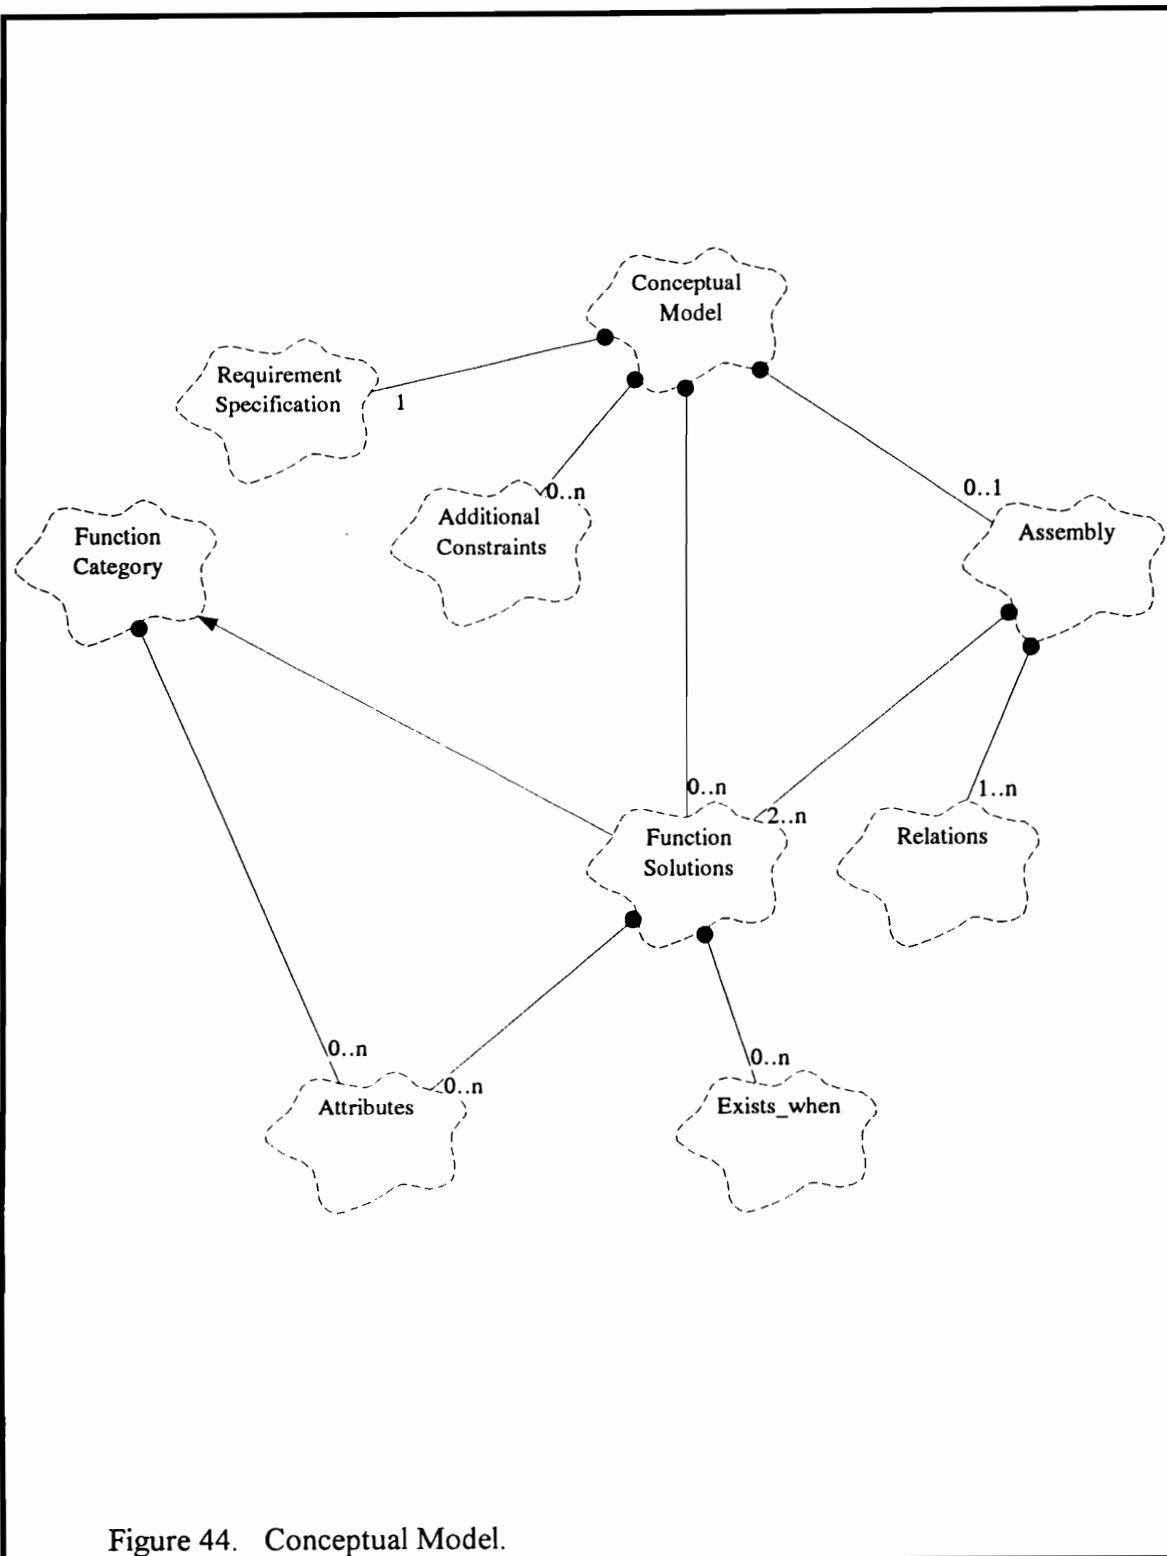 Conceptual
Model
Requirement
Specification
1
0..n
Additional
Constraints
0..1
Assembly
Function
Category
0..n
2..n
1..n
Function
Solutions
Relations
0..n
0..n
0..n
Attributes
Exists_when
Figure 44. Conceptual Model.